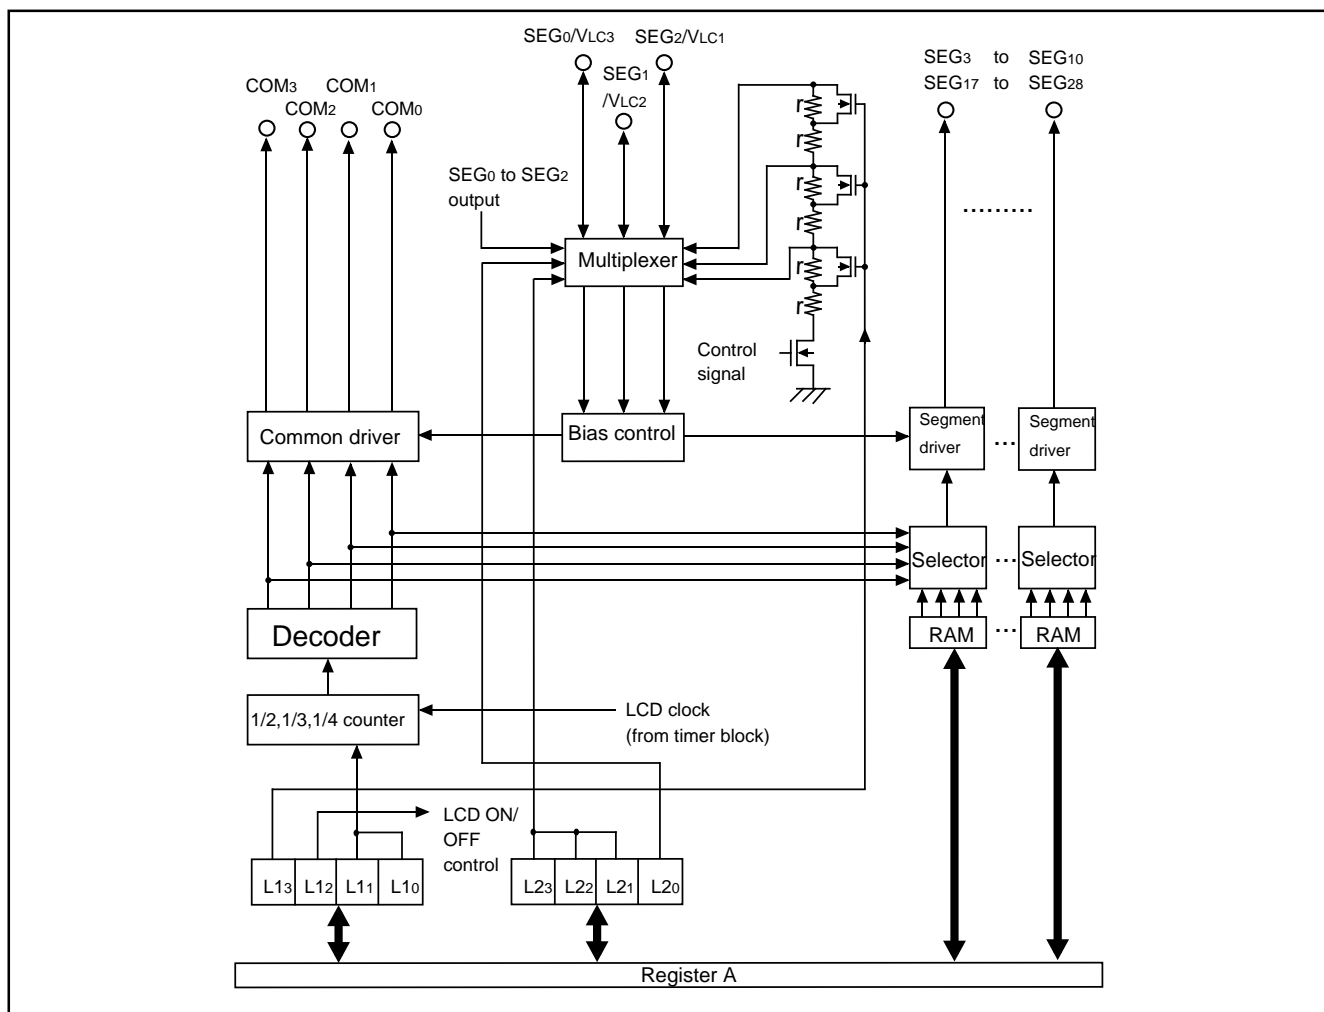 SEG0/VLC3
SEG2/VLC1
SEG1
/VLC2
SEG3 to SEG10
SEG17 to SEG28
COM3
COM1
COM2
COM0
SEG0 to SEG2
output
r
r
r
r
r
r
.........
Multiplexer
Control
signal
Common driver
Bias control
Segment
driver
...
Segment
driver
Selector
...
Selector
Decoder
RAM
...
RAM
1/2,1/3,1/4 counter
LCD clock
(from timer block)
LCD ON/
OFF
control
L13 L12 L11 L10
L23 L22 L21 L20
Register A